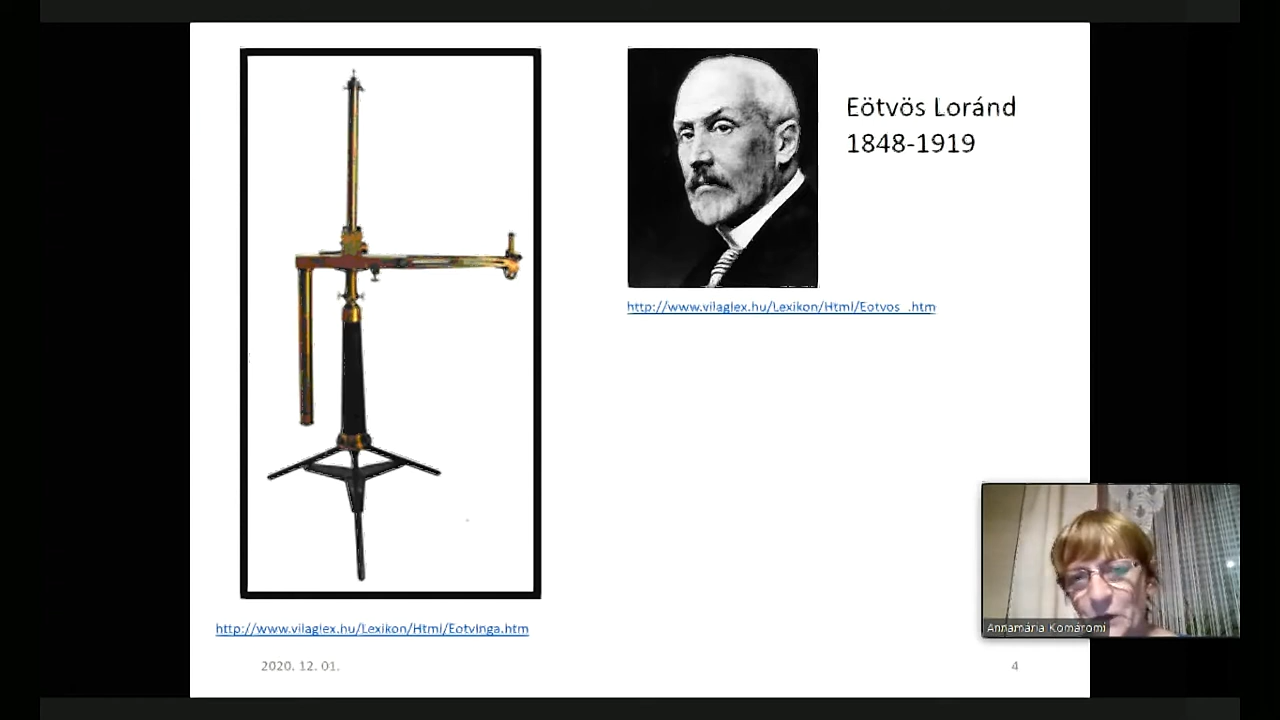 Eötvös Loránd
1848-1919
http://www.vilaglex.hu/Lexikon/Html/Eotvos_.htm
http://www.vilaglex.hu/Lexikon/Html/EotvInga.htm
2020. 12. 01.
4
Annamária Komáromi